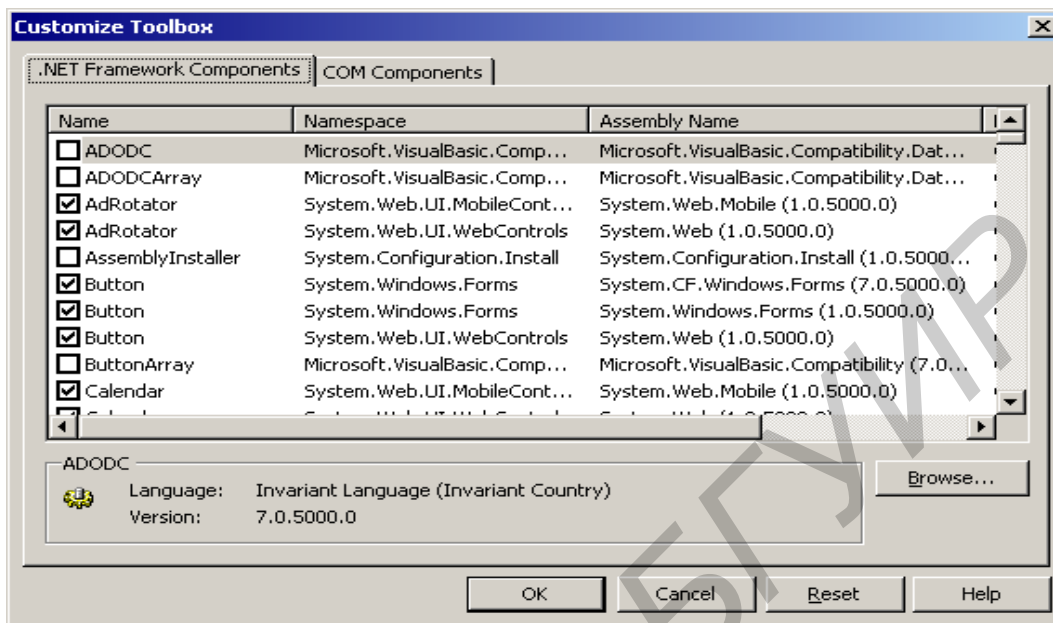 Customize Toolbox
.NET Framework Components COM Components
Name Namespace Assembly Name
ADODC Microsoft.VisualBasic.Comp... Microsoft.VisualBasic.Compatibility.Dat...
ADODCArray Microsoft.VisualBasic.Comp... Microsoft.VisualBasic.Compatibility.Dat...
AdRotator System.Web.UI.MobileCont... System.Web.Mobile (1.0.5000.0)
AdRotator System.Web.UI.WebControls System.Web (1.0.5000.0)
AssemblyInstaller System.Configuration.Install System.Configuration.Install (1.0.5000...
Button System.Windows.Forms System.CF.Windows.Forms (7.0.5000.0)
Button System.Windows.Forms System.Windows.Forms (1.0.5000.0)
Button System.Web.UI.WebControls System.Web (1.0.5000.0)
ButtonArray Microsoft.VisualBasic.Comp... Microsoft.VisualBasic.Compatibility (7.0...
Calendar System.Web.UI.MobileCont... System.Web.Mobile (1.0.5000.0)
ADODC
Language: Invariant Language (Invariant Country)
Version: 7.0.5000.0
Browse...
OK Cancel Reset Help
БГУИР